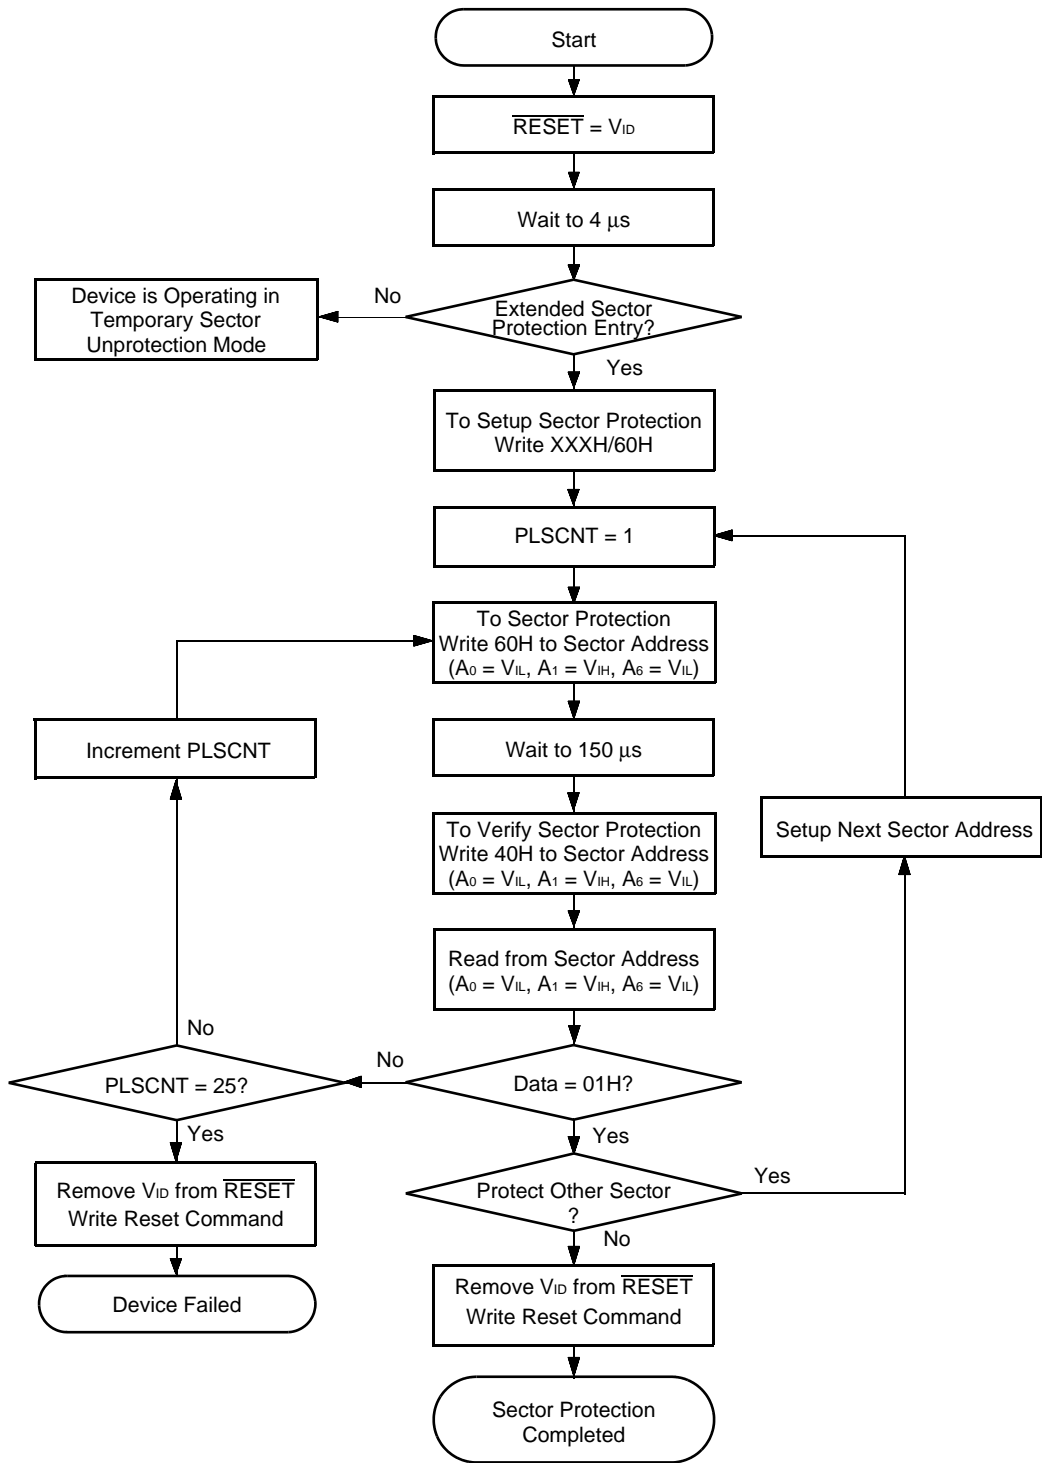 Start
RESET = VID
Wait to 4 µs
No
Device is Operating in
Temporary Sector
Unprotection Mode
Extended Sector
Protection Entry?
Yes
To Setup Sector Protection
Write XXXH/60H
PLSCNT = 1
To Sector Protection
Write 60H to Sector Address
(A0 = VIL, A1 = VIH, A6 = VIL)
Increment PLSCNT
Wait to 150 µs
To Verify Sector Protection
Write 40H to Sector Address
(A0 = VIL, A1 = VIH, A6 = VIL)
Setup Next Sector Address
Read from Sector Address
(A0 = VIL, A1 = VIH, A6 = VIL)
No
No
PLSCNT = 25?
Data = 01H?
Yes
Yes
Remove VID from RESET
Write Reset Command
Protect Other Sector
?
Yes
No
Device Failed
Remove VID from RESET
Write Reset Command
Sector Protection
Completed